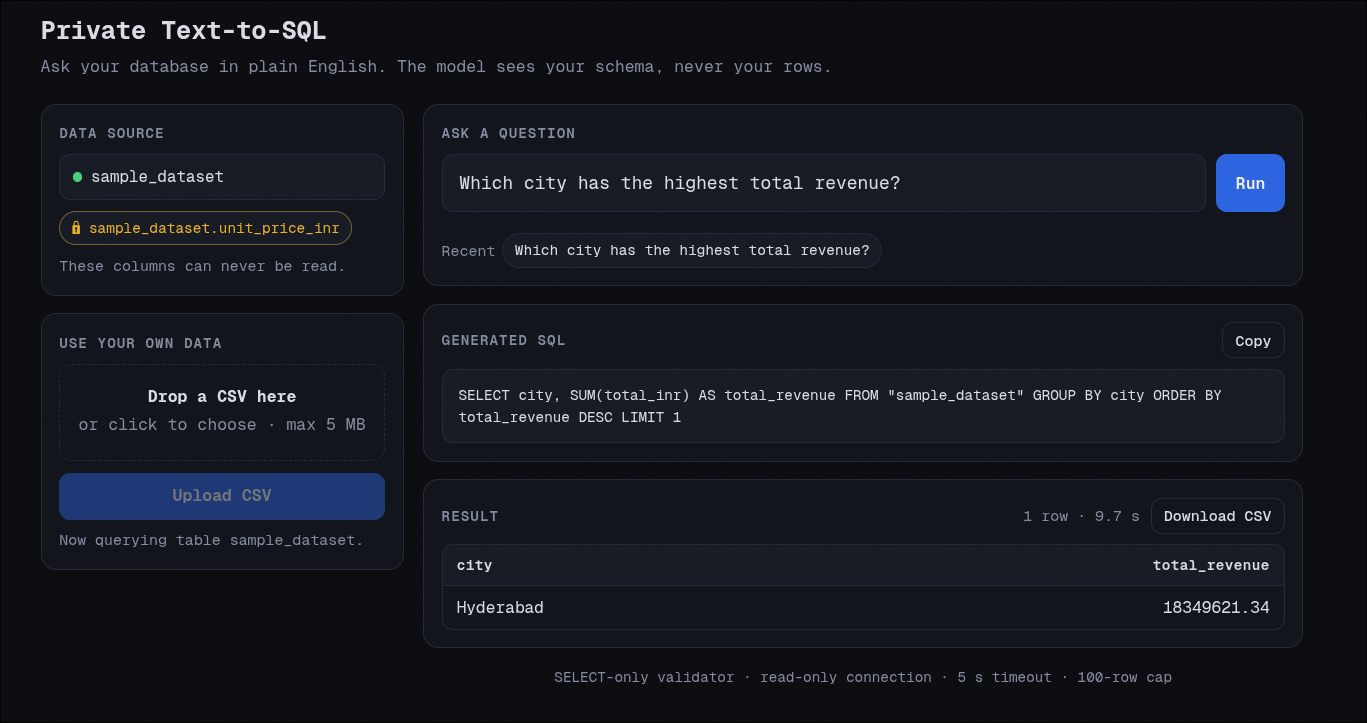 Private Text-to-SQL
Ask your database in plain English. The model sees your schema, never your rows.
DATA SOURCE
sample_dataset
sample_dataset.unit_price_inr
These columns can never be read.
USE YOUR OWN DATA
Drop a CSV here
or click to choose · max 5 MB
Upload CSV
Now querying table sample_dataset.
ASK A QUESTION
Which city has the highest total revenue?
Run
Recent
Which city has the highest total revenue?
GENERATED SQL
Copy
SELECT city, SUM(total_inr) AS total_revenue FROM "sample_dataset" GROUP BY city ORDER BY
total_revenue DESC LIMIT 1
RESULT
1 row · 9.7 s
Download CSV
city total_revenue
Hyderabad 18349621.34
SELECT-only validator · read-only connection · 5 s timeout · 100-row cap